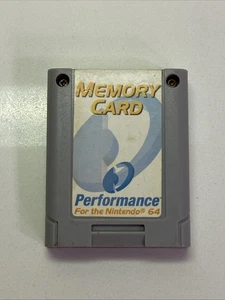 MEMORY
CARD
Performance
For the Nintendo® 64